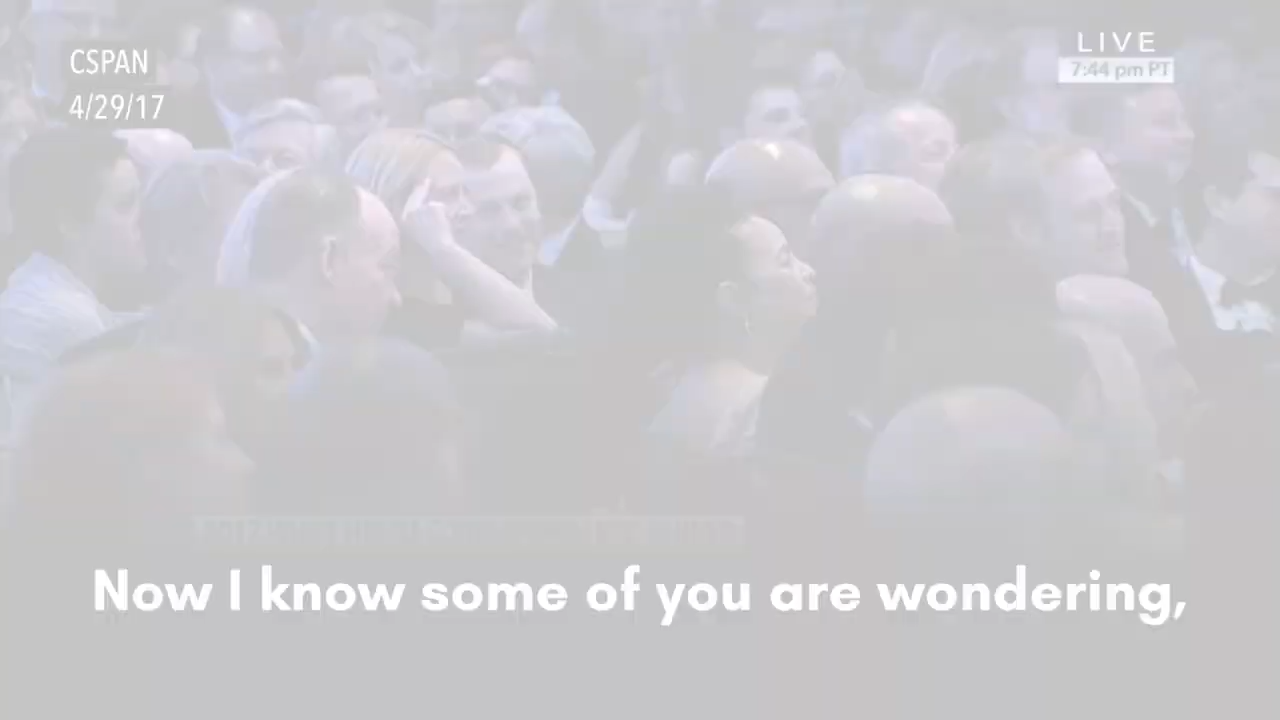 CSPAN
4/29/17
LIVE
7:44 pm PT
Now I know some of you are wondering,